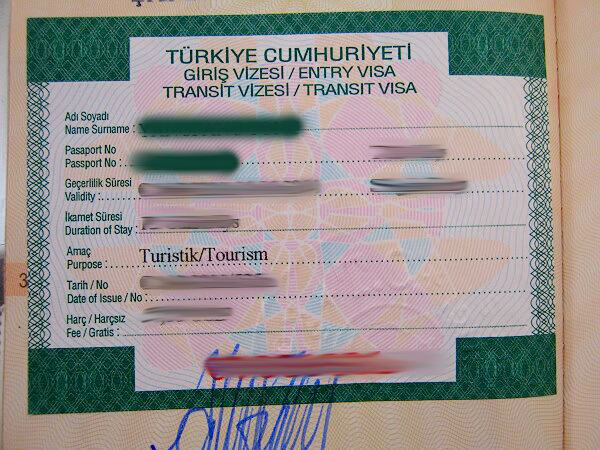 TÜRKİYE CUMHURİYETİ
GİRİŞ VİZESİ / ENTRY VISA
TRANSİT VİZESİ / TRANSIT VISA
Adı Soyadı
Name Surname :
Pasaport No
Passport No :
Geçerlilik Süresi
Validity :
İkamet Süresi
Duration of Stay :
Amaç
Purpose : Turistik/Tourism
Tarih / No
Date of Issue / No :
Harç / Harçsız
Fee / Gratis :
3